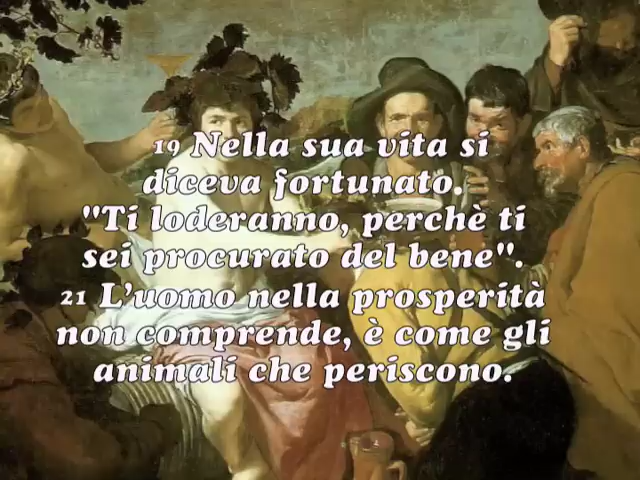 19 Nella sua vita si
diceva fortunato.
"Ti loderanno, perchè ti
sei procurato del bene".
21 L'uomo nella prosperità
non comprende, è come gli
animali che periscono.